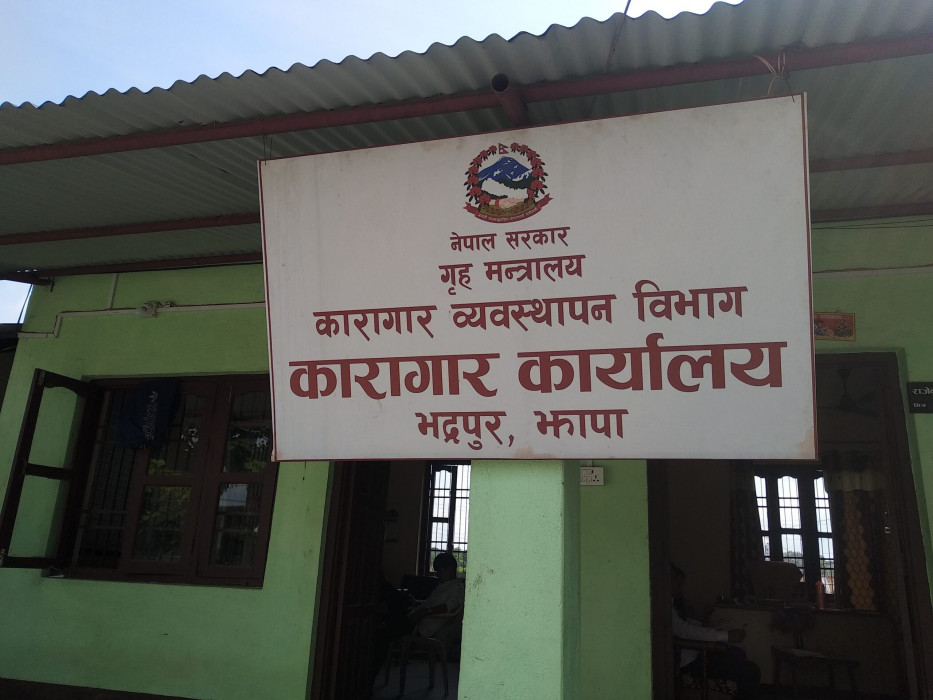 नेपाल सरकार
गृह मन्त्रालय
कारागार व्यवस्थापन विभाग
कारागार कार्यालय
भद्रपुर, झापा